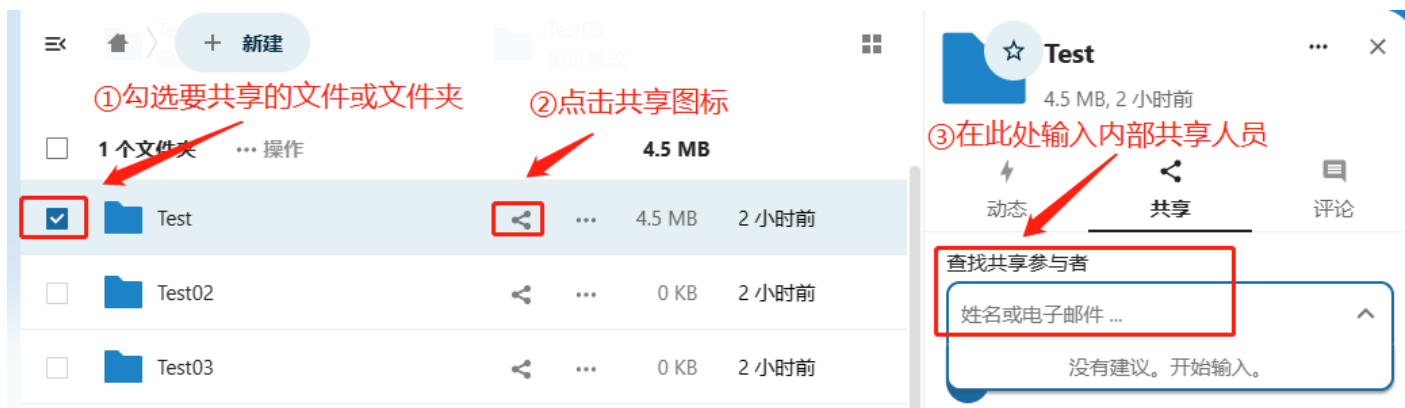 新建
Test03
①勾选要共享的文件或文件夹
②点击共享图标
1 个文件夹 ··· 操作 4.5 MB
Test ··· 4.5 MB 2 小时前
Test02 ··· 0 KB 2 小时前
Test03 ··· 0 KB 2 小时前
Test
4.5 MB, 2 小时前
③在此处输入内部共享人员
动态 共享 评论
查找共享参与者
姓名或电子邮件 ...
没有建议。开始输入。